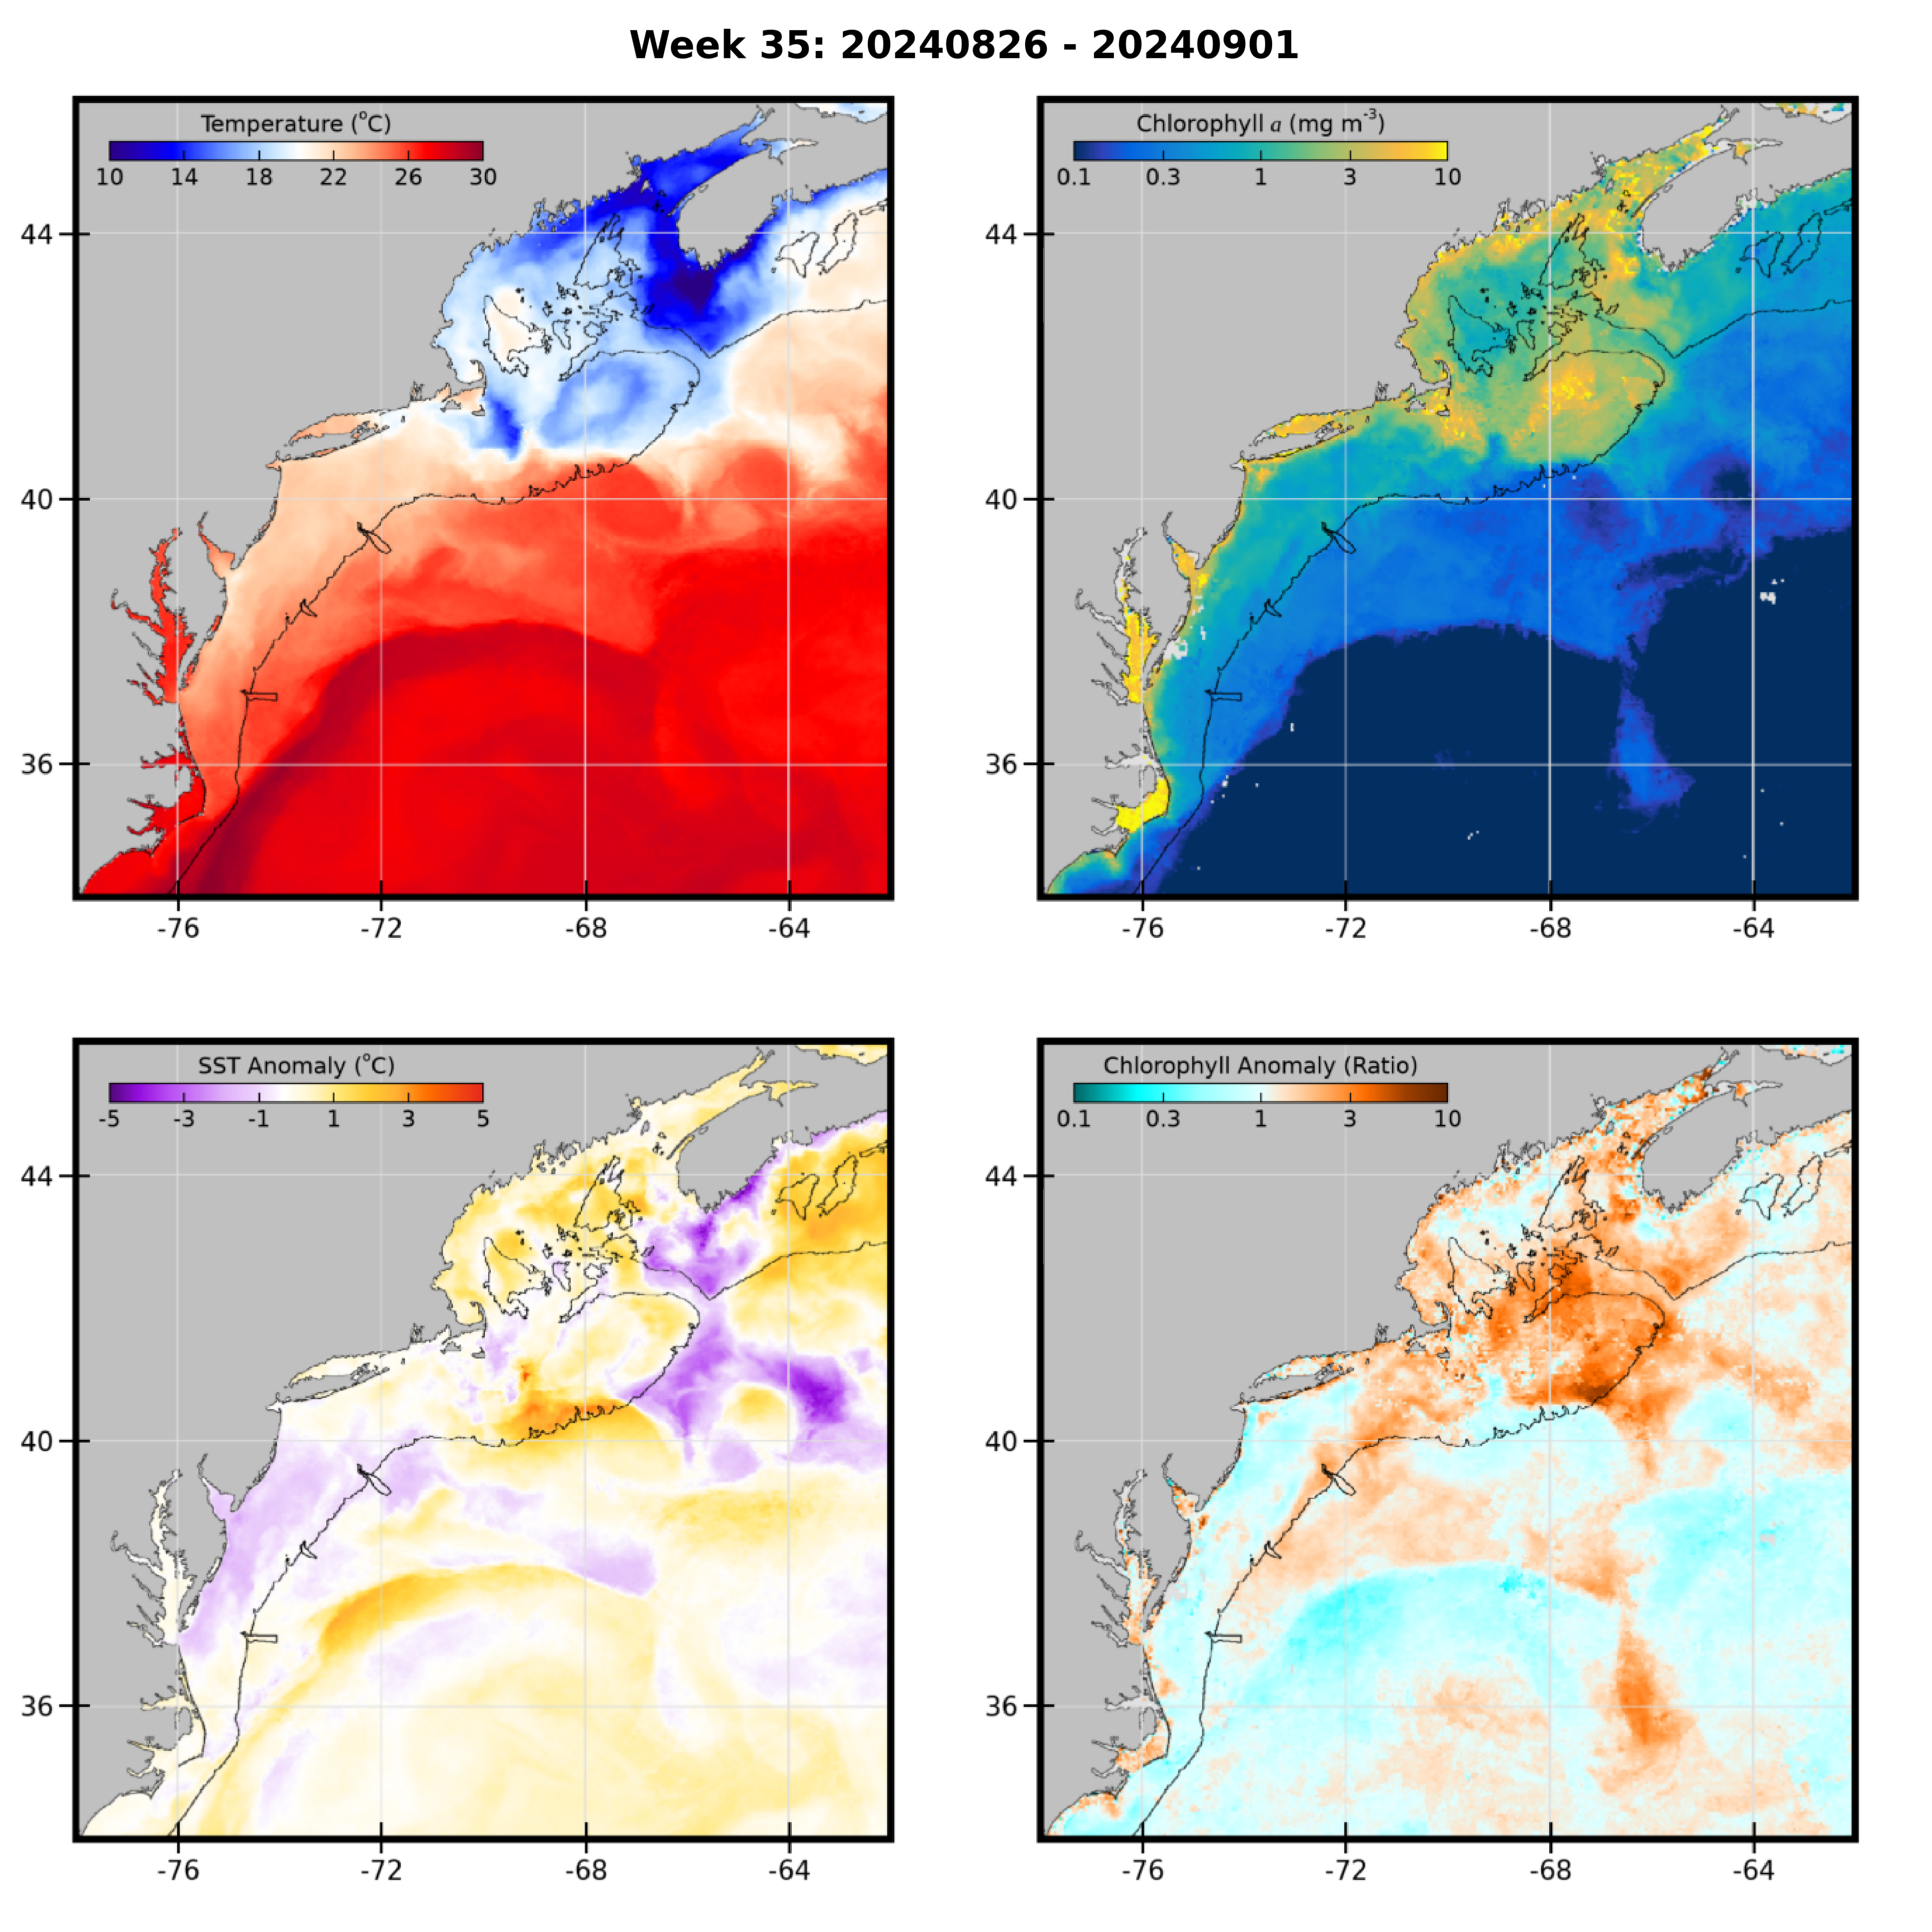 Week 35: 20240826 - 20240901
Temperature (°C)
10 14 18 22 26 30
44
40
36
-76 -72 -68 -64
Chlorophyll a (mg m⁻³)
0.1 0.3 1 3 10
44
40
36
-76 -72 -68 -64
SST Anomaly (°C)
-5 -3 -1 1 3 5
44
40
36
-76 -72 -68 -64
Chlorophyll Anomaly (Ratio)
0.1 0.3 1 3 10
44
40
36
-76 -72 -68 -64